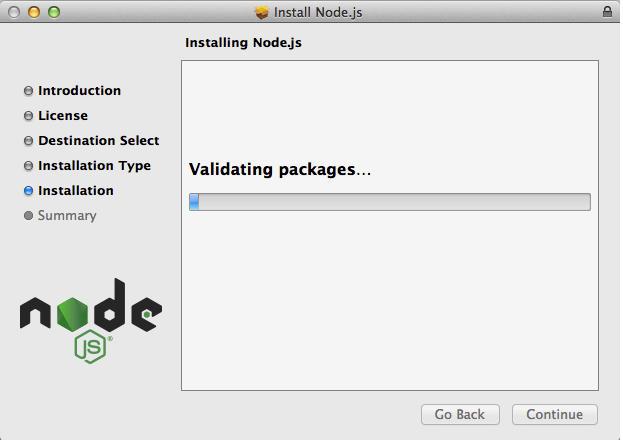 Install Node.js
Installing Node.js
Introduction
License
Destination Select
Installation Type
Installation
Summary
Validating packages...
node
JS®
Go Back
Continue